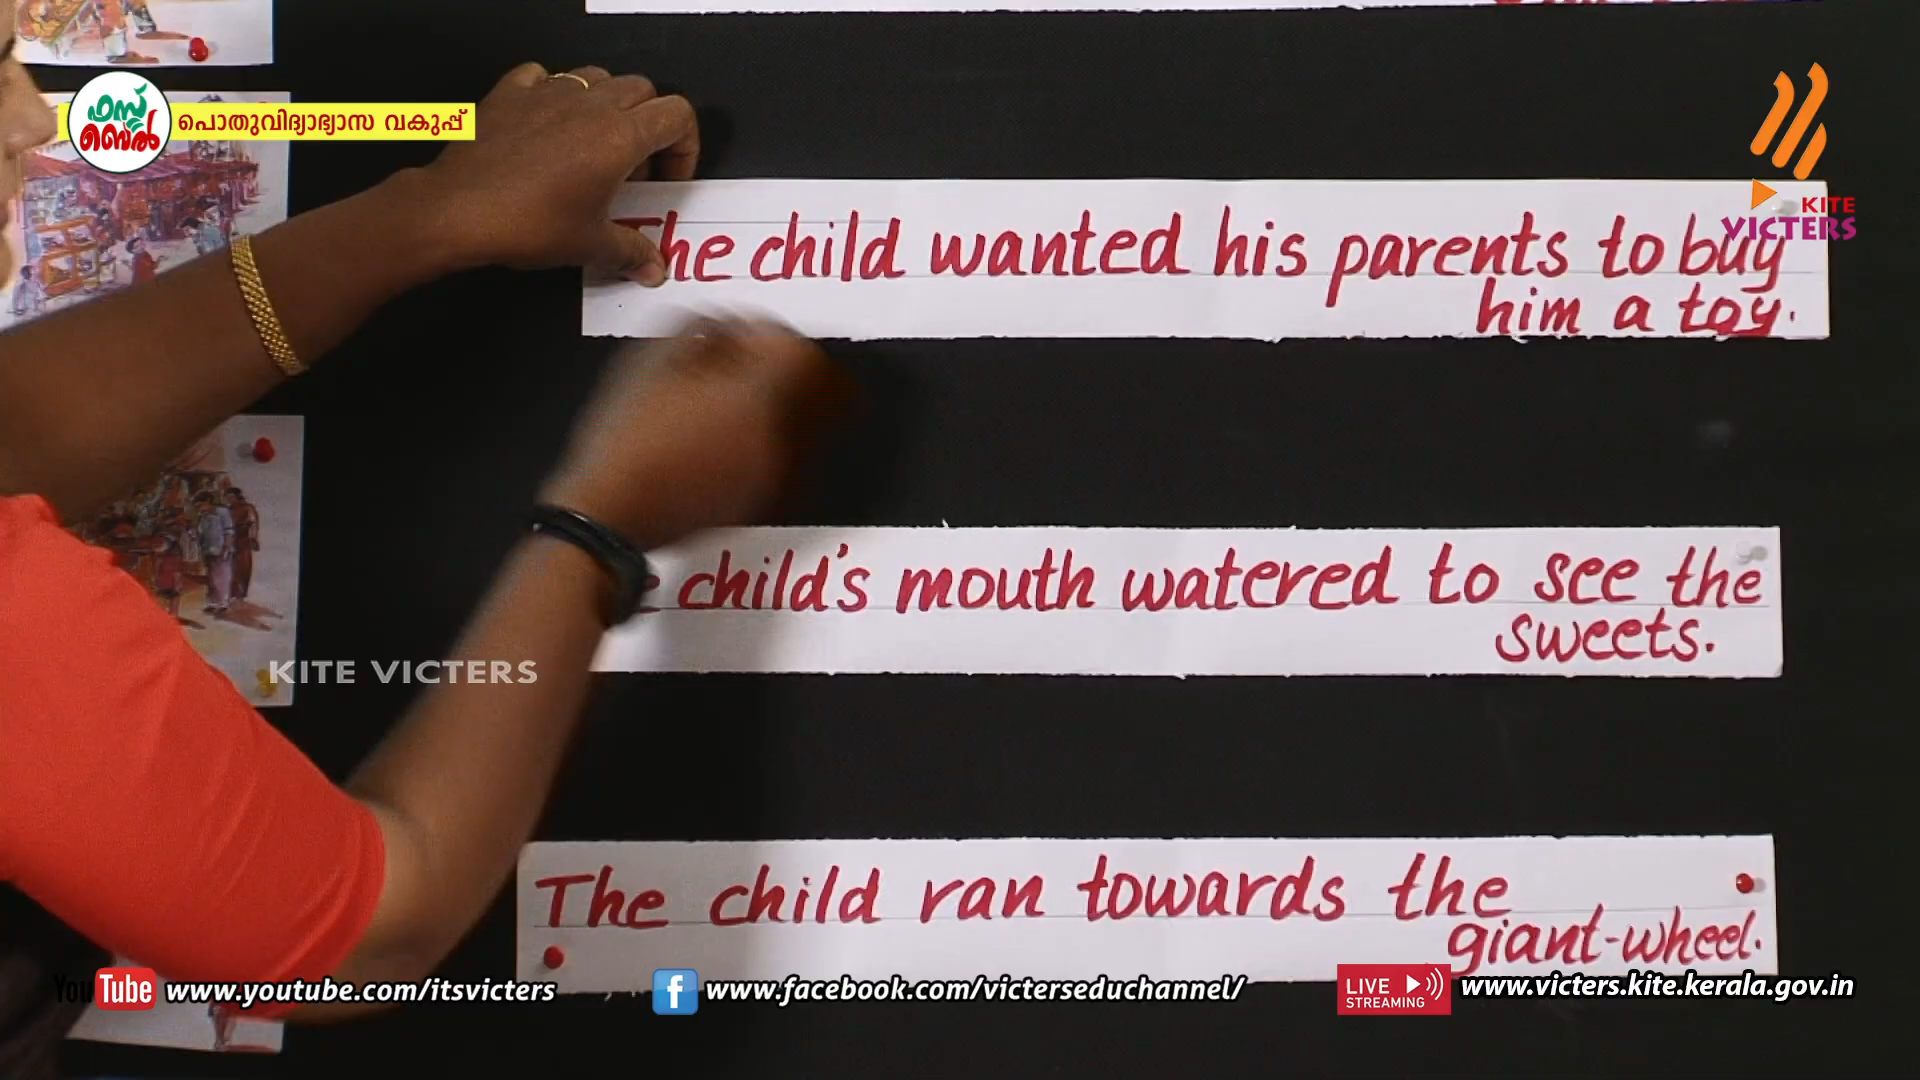 ഫസ്റ്റ്
ബെൽ
പൊതുവിദ്യാഭ്യാസ വകുപ്പ്
KITE
VICTERS
The child wanted his parents to buy
him a toy.
child's mouth watered to see the
sweets.
KITE VICTERS
The child ran towards the
giant-wheel.
YouTube www.youtube.com/itsvicters
f www.facebook.com/victerseduchannel/
LIVE
STREAMING
www.victers.kite.kerala.gov.in